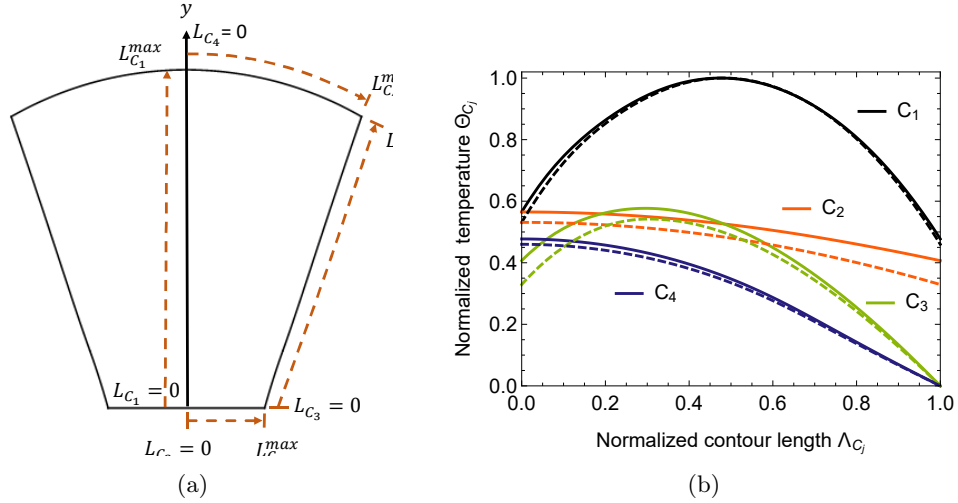 y
L_{C_4} = 0
L_{C_1}^{max}
L_{C_1} = 0
L_{C_3} = 0
(a)
Normalized temperature Θ_{C_j}
1.0
0.8
0.6
0.4
0.2
0.0
C_1
C_2
C_3
C_4
0.0 0.2 0.4 0.6 0.8 1.0
Normalized contour length Λ_{C_j}
(b)